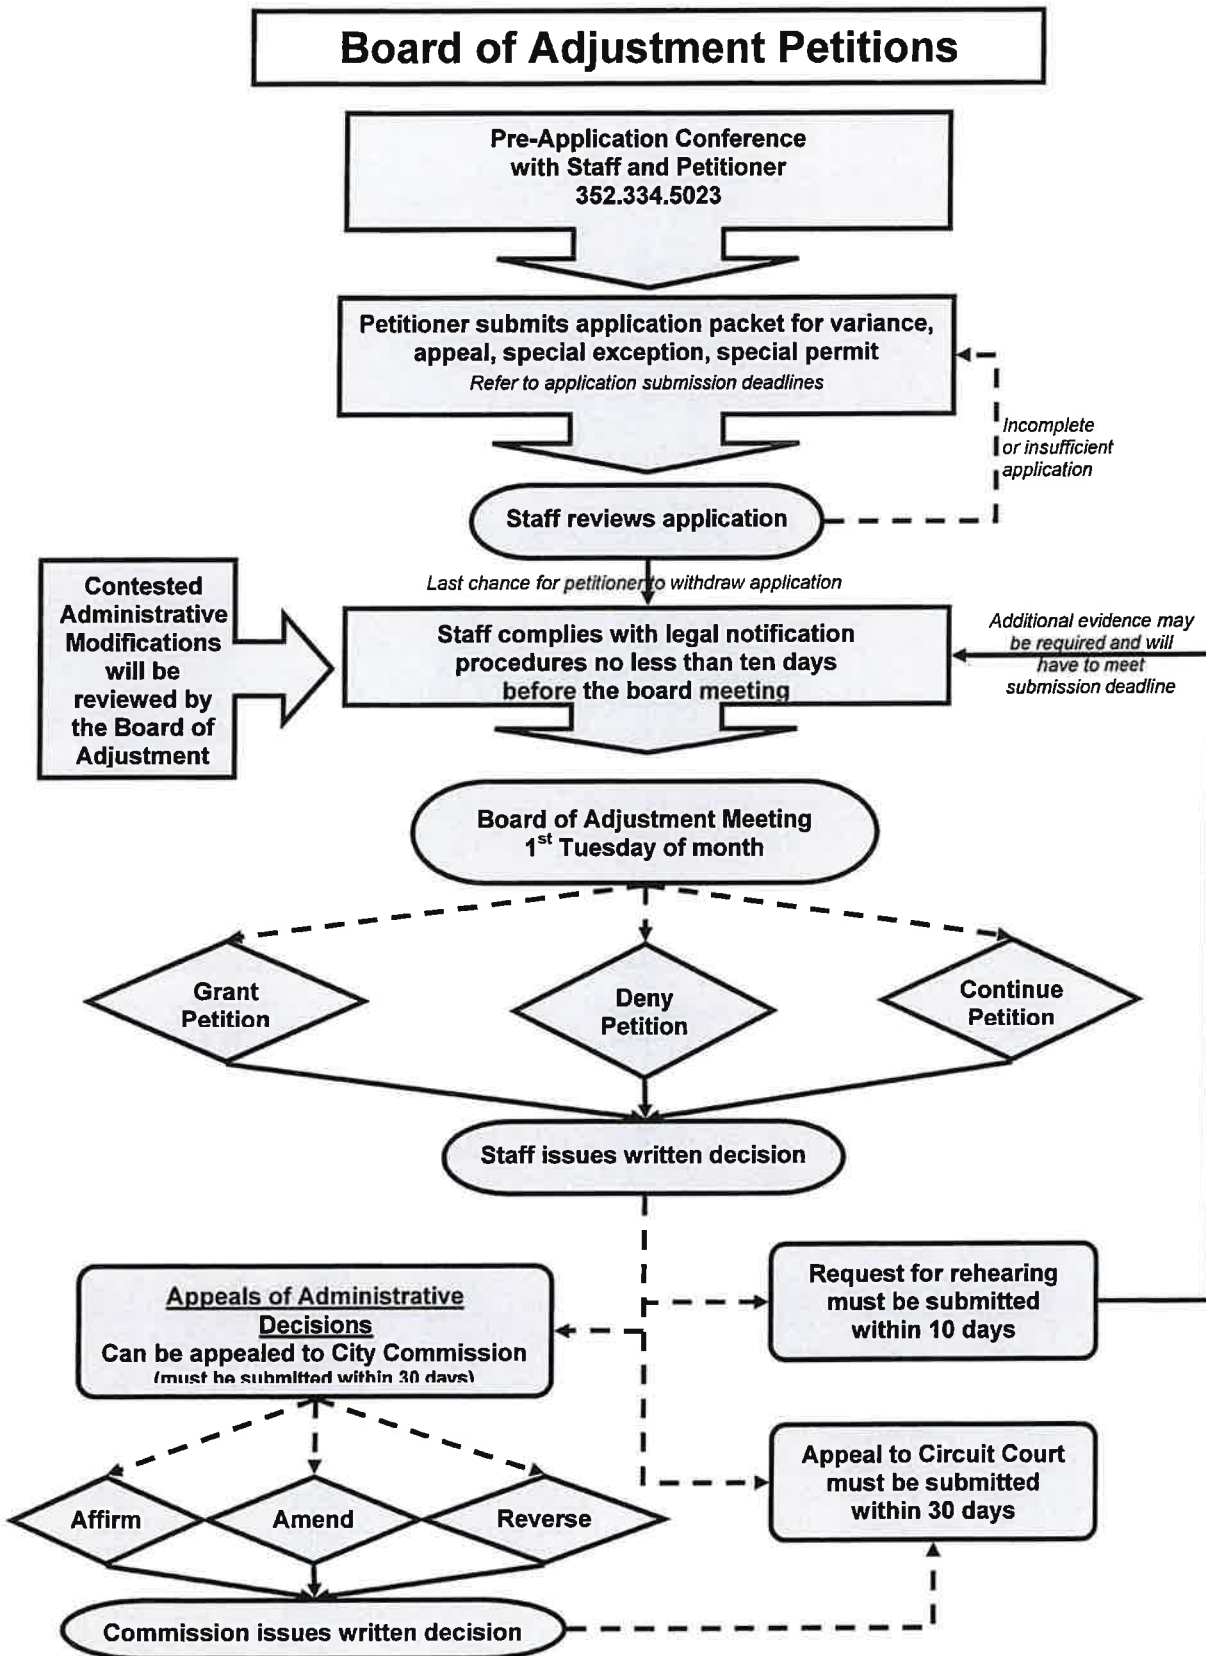 Board of Adjustment Petitions
Pre-Application Conference
with Staff and Petitioner
352.334.5023
Petitioner submits application packet for variance,
appeal, special exception, special permit
Refer to application submission deadlines
Incomplete
or insufficient
application
Staff reviews application
Last chance for petitioner to withdraw application
Contested
Administrative
Modifications
will be
reviewed by
the Board of
Adjustment
Staff complies with legal notification
procedures no less than ten days
before the board meeting
Additional evidence may
be required and will
have to meet
submission deadline
Board of Adjustment Meeting
1st Tuesday of month
Grant
Petition
Deny
Petition
Continue
Petition
Staff issues written decision
Appeals of Administrative
Decisions
Can be appealed to City Commission
(must be submitted within 30 days)
Request for rehearing
must be submitted
within 10 days
Appeal to Circuit Court
must be submitted
within 30 days
Affirm
Amend
Reverse
Commission issues written decision